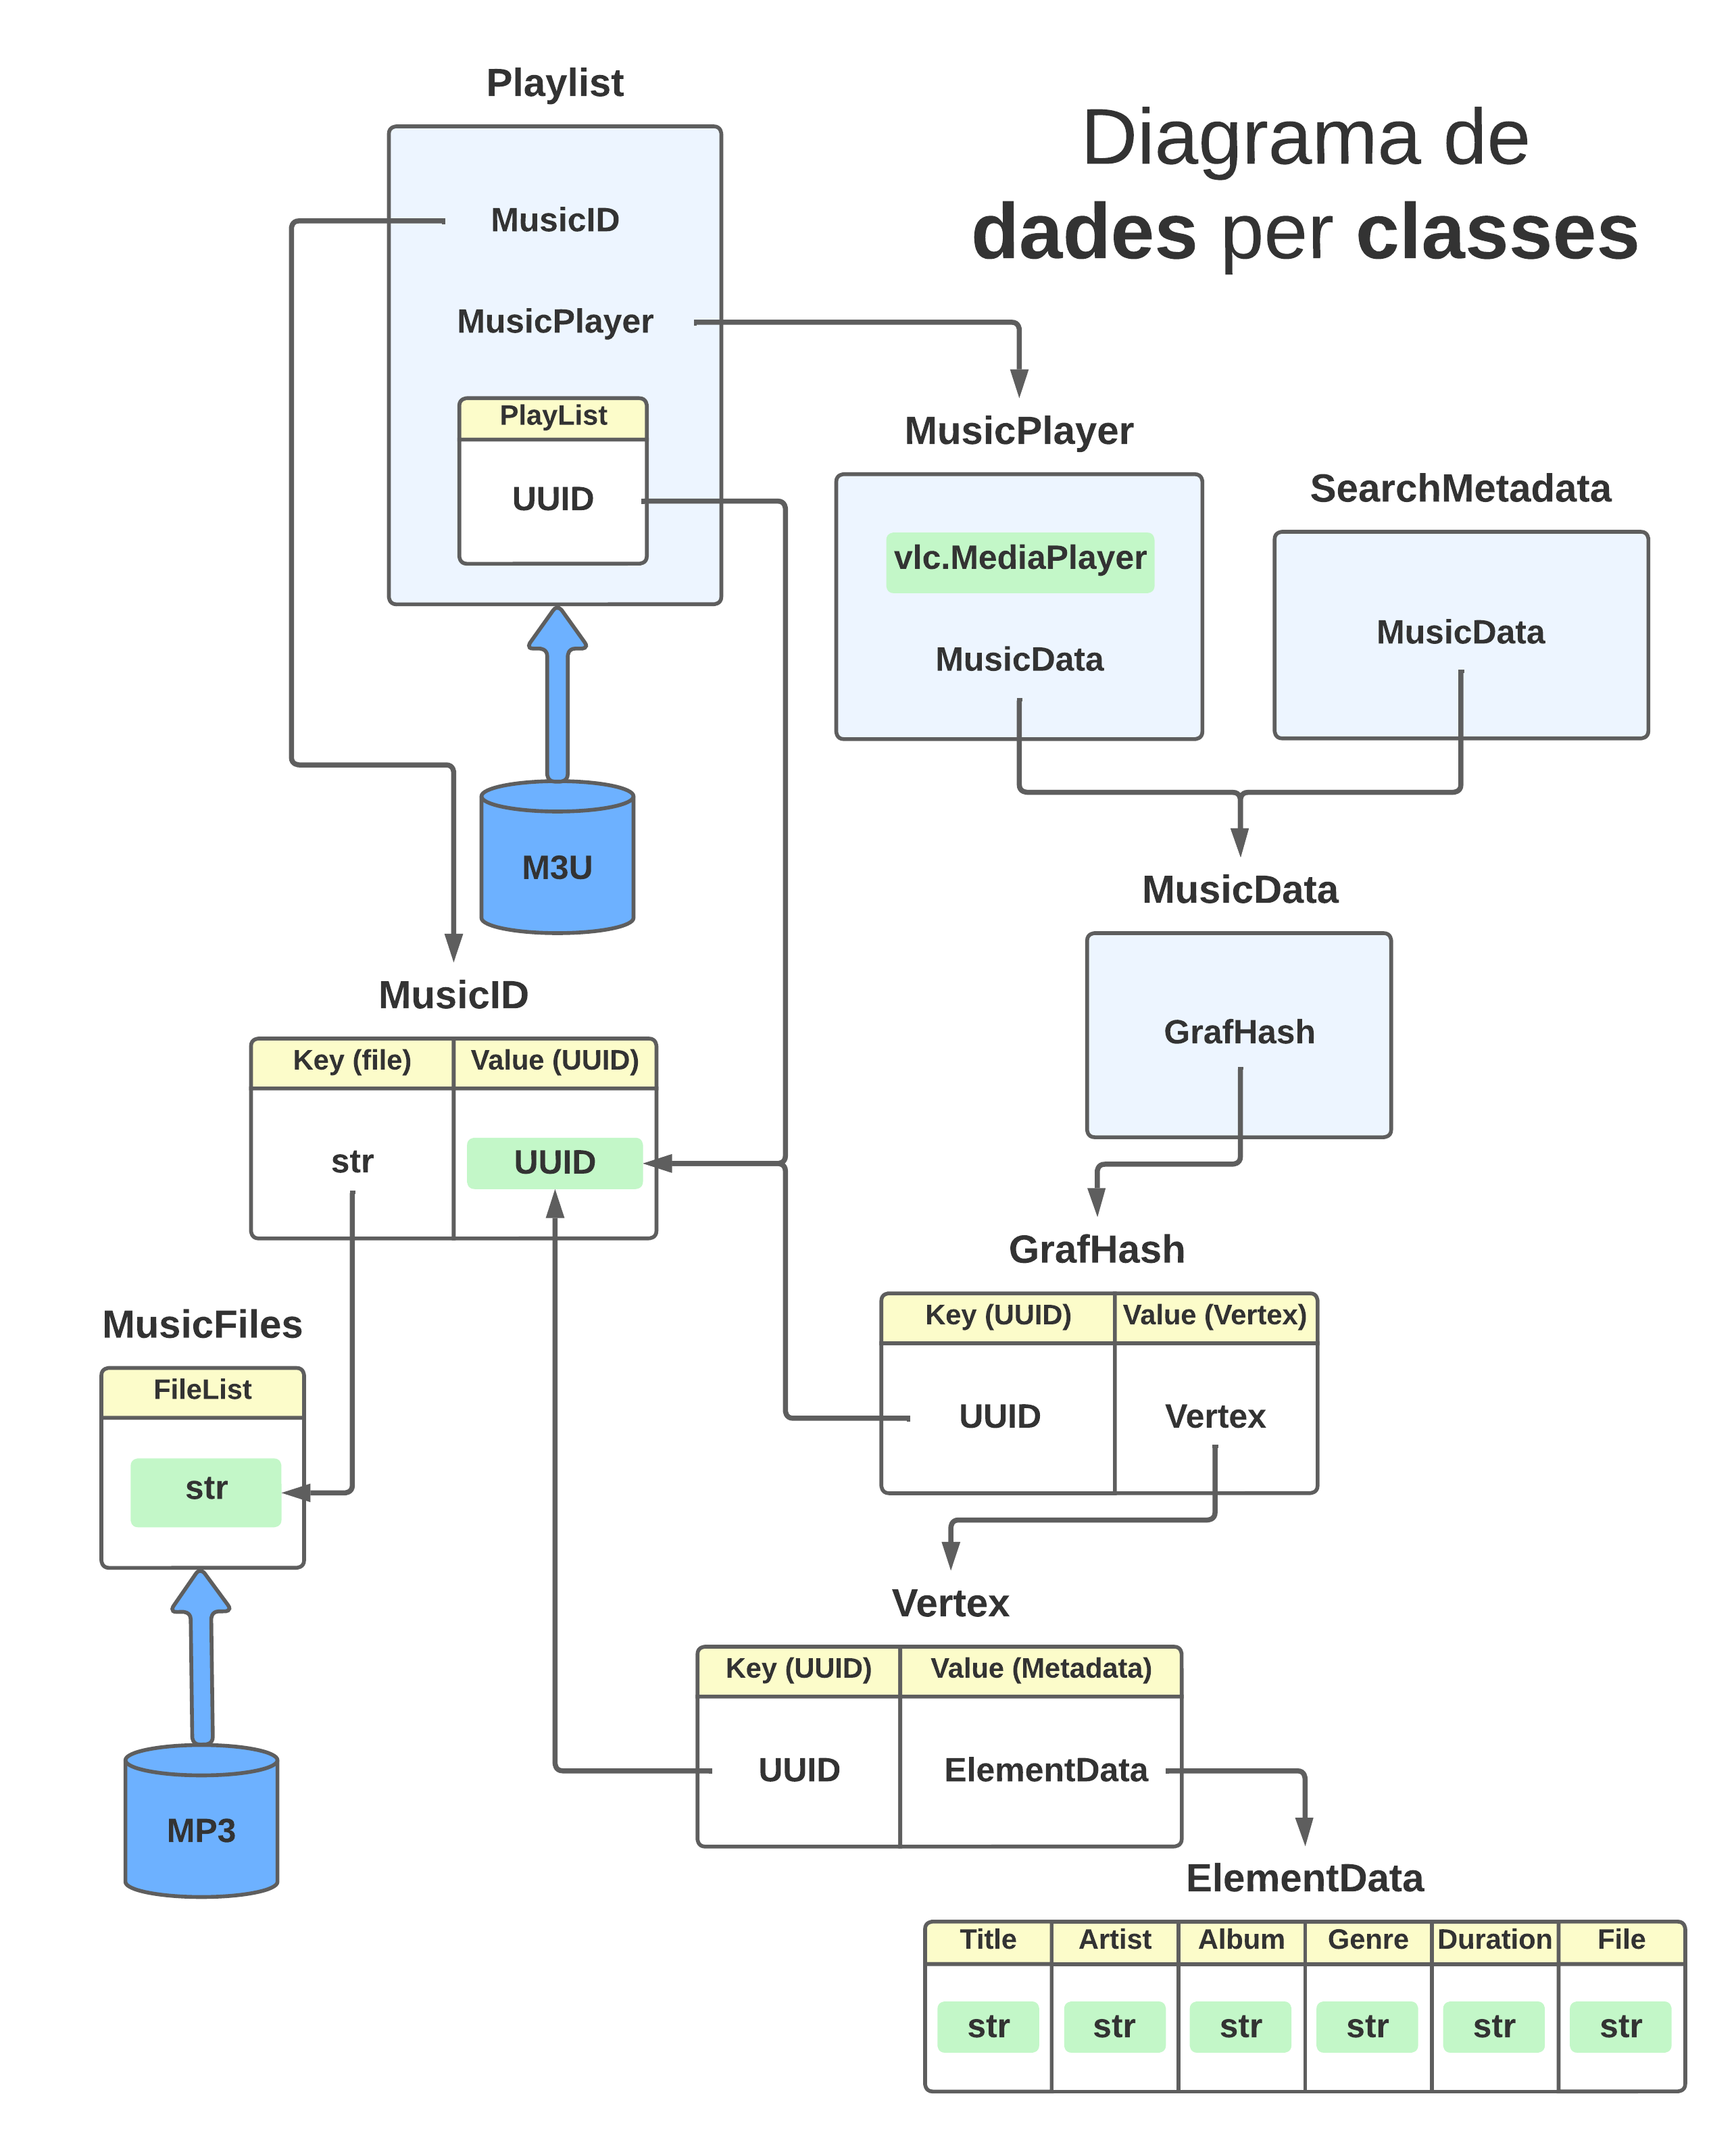 Playlist
Diagrama de
dades per classes
MusicID
MusicPlayer
PlayList
UUID
M3U
MusicPlayer
vlc.MediaPlayer
MusicData
SearchMetadata
MusicData
MusicData
GrafHash
MusicID
Key (file) Value (UUID)
str UUID
GrafHash
Key (UUID) Value (Vertex)
UUID Vertex
MusicFiles
FileList
str
MP3
Vertex
Key (UUID) Value (Metadata)
UUID ElementData
ElementData
Title Artist Album Genre Duration File
str str str str str str